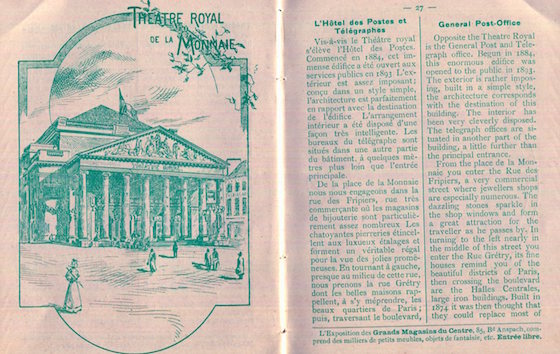 THÉATRE ROYAL
DE LA MONNAIE
— 27 —
L'Hôtel des Postes et
Télégraphes
Vis-à-vis le Théâtre royal
s'élève l'Hôtel des Postes.
Commencé en 1884, cet im-
mense édifice a été ouvert aux
services publics en 1893 L'ex-
térieur est assez imposant;
conçu dans un style simple,
l'architecture est parfaitement
en rapport avec la destination
de l'édifice. L'arrangement
intérieur a été disposé d'une
façon très intelligente. Les
bureaux du télégraphe sont
situés dans une autre partie
du bâtiment, à quelques mè-
tres plus loin que l'entrée
principale.
De la place de la Monnaie
nous nous engageons dans la
rue des Fripiers, rue très
commerçante où les magasins
de bijouterie sont particulière-
ment assez nombreux. Les
chatoyantes pierreries étincel-
lent aux luxueux étalages et
forment un véritable régal
pour la vue des jolies prome-
neuses. En tournant à gauche,
presque au milieu de cette rue,
nous prenons la rue Grétry
dont les belles maisons rap-
pellent, à s'y méprendre, les
beaux quartiers de Paris;
puis, traversant le boulevard,
General Post-Office
Opposite the Theatre Royal
is the General Post and Tele-
graph office. Begun in 1884,
this enormous edifice was
opened to the public in 1893.
The exterior is rather impo-
sing, built in a simple style,
the architecture corresponds
with the destination of this
building. The interior has
been very cleverly disposed.
The telegraph offices are si-
tuated in another part of the
building, a little further than
the principal entrance.
From the place de la Mon-
naie you enter the Rue des
Fripiers, a very commercial
street where jewellers shops
are especially numerous. The
dazzling stones sparkle in
the shop windows and form
a great attraction for the
traveller as he passes by. In
turning to the left nearly in
the middle of this street you
enter the Rue Grétry, its fine
houses remind you of the
beautiful districts of Paris,
then crossing the boulevard
are the Halles Centrales,
large iron buildings. Built in
1874 it was then thought that
they could replace most of
L'Exposition des Grands Magasins du Centre, 85, Bd Anspach, com-
prend des milliers de petits meubles, objets de fantaisie, etc. Entrée libre.